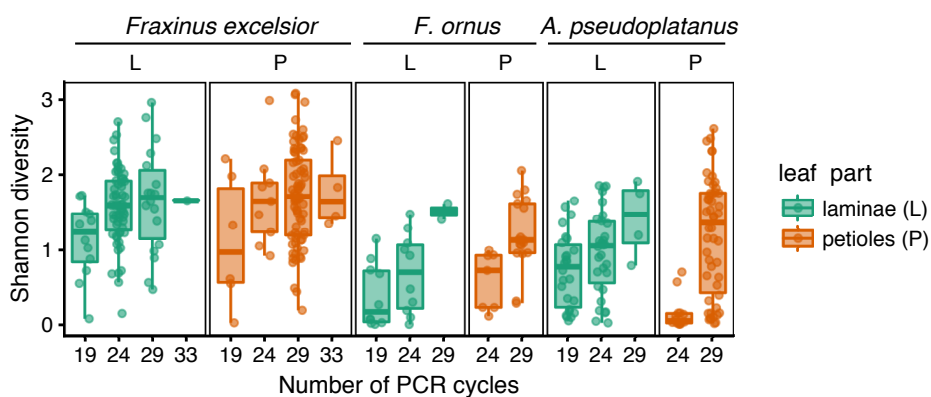 Fraxinus excelsior F. ornus A. pseudoplatanus
L P L P L P
3
2
1
0
Shannon diversity
19 24 29 33 19 24 29 33 19 24 29 24 29 19 24 29 24 29
Number of PCR cycles
leaf part
laminae (L)
petioles (P)